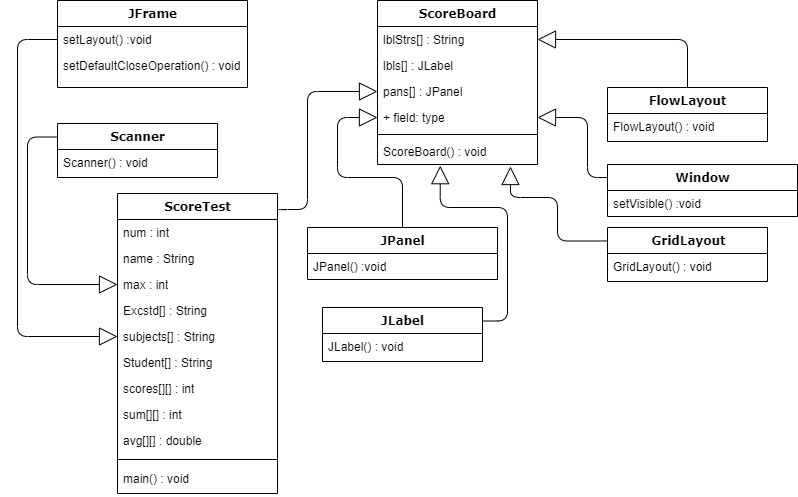 JFrame
setLayout() :void
setDefaultCloseOperation() : void
Scanner
Scanner() : void
ScoreTest
num : int
name : String
max : int
Excstd[] : String
subjects[] : String
Student[] : String
scores[][] : int
sum[][] : int
avg[][] : double
main() : void
ScoreBoard
lblStrs[] : String
lbls[] : JLabel
pans[] : JPanel
+ field: type
ScoreBoard() : void
JPanel
JPanel() :void
JLabel
JLabel() : void
FlowLayout
FlowLayout() : void
Window
setVisible() :void
GridLayout
GridLayout() : void